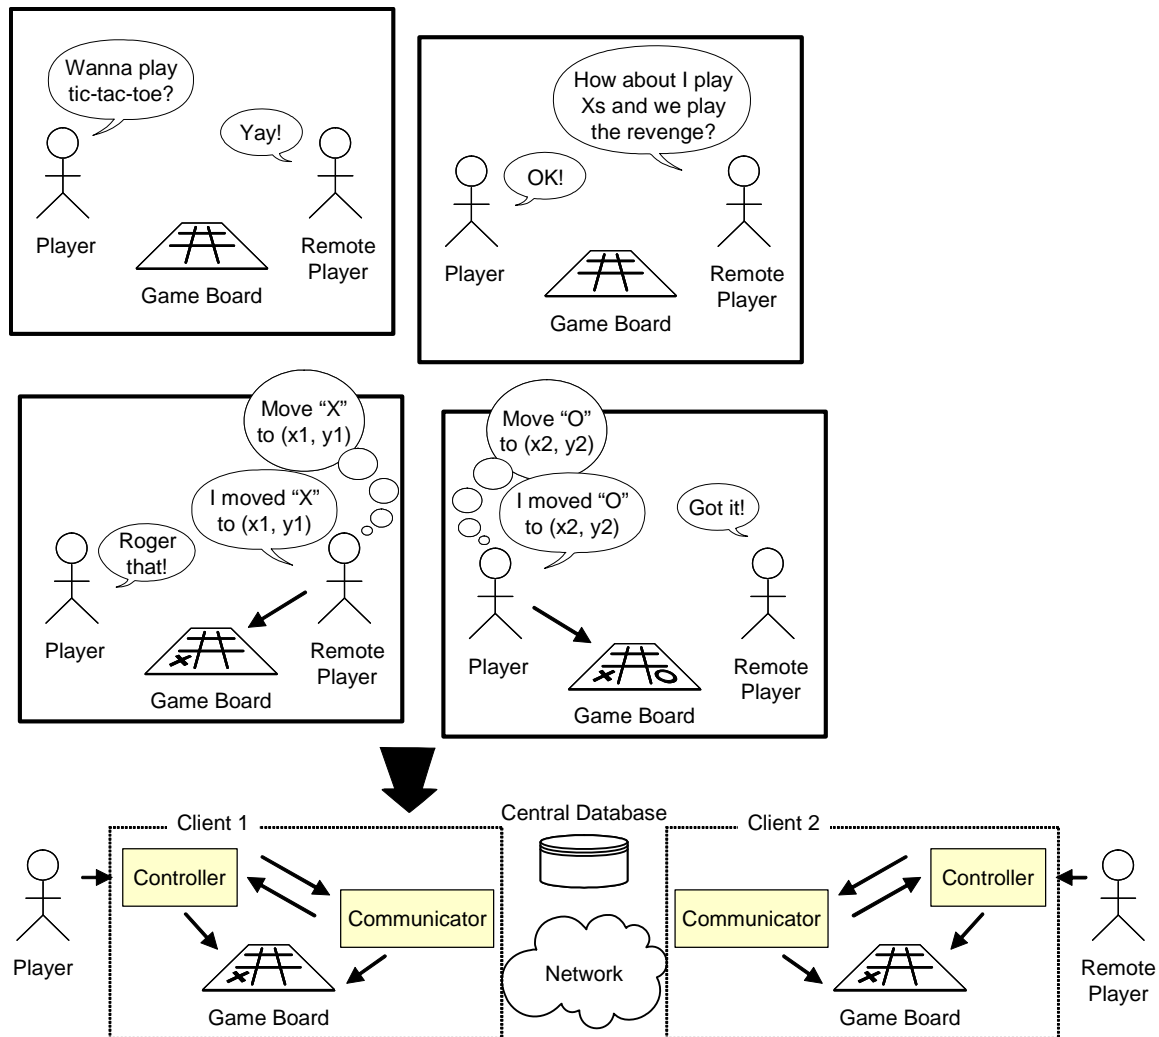 Wanna play
tic-tac-toe?
Yay!
Player
Remote
Player
Game Board
How about I play
Xs and we play
the revenge?
OK!
Player
Remote
Player
Game Board
Move “X”
to (x1, y1)
I moved “X”
to (x1, y1)
Roger
that!
Player
Remote
Player
Game Board
Move “O”
to (x2, y2)
I moved “O”
to (x2, y2)
Got it!
Player
Remote
Player
Game Board
Client 1
Central Database
Client 2
Controller
Communicator
Player
Game Board
Network
Controller
Communicator
Game Board
Remote
Player